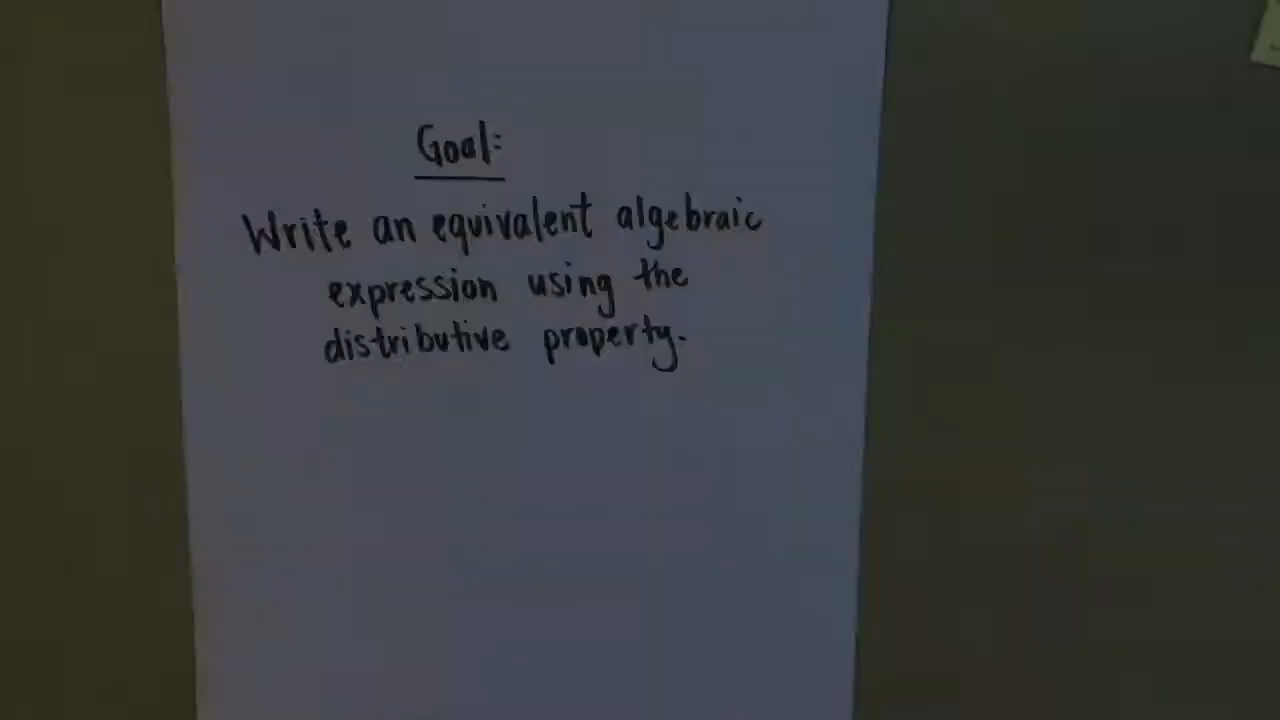 Goal:
Write an equivalent algebraic
expression using the
distributive property.